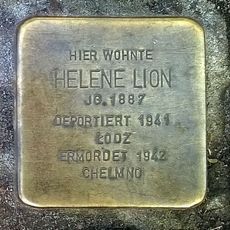 HIER WOHNTE
HELENE LION
JG. 1887
DEPORTIERT 1941
ŁODZ
ERMORDET 1942
CHELMNO